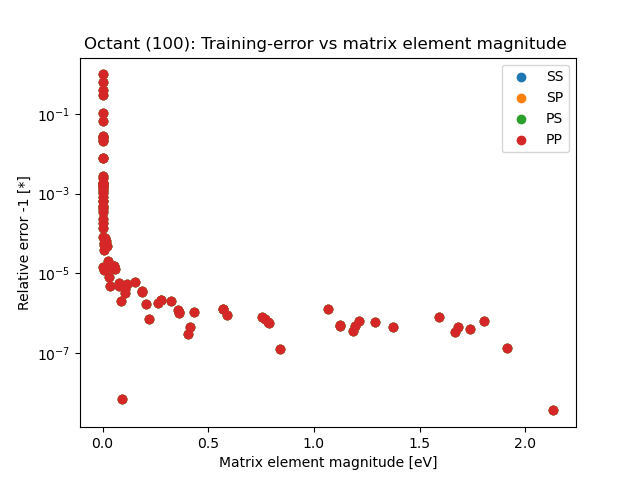 Octant (100): Training-error vs matrix element magnitude
SS
SP
PS
PP
Relative error -1 [*]
10⁻¹
10⁻³
10⁻⁵
10⁻⁷
0.0 0.5 1.0 1.5 2.0
Matrix element magnitude [eV]